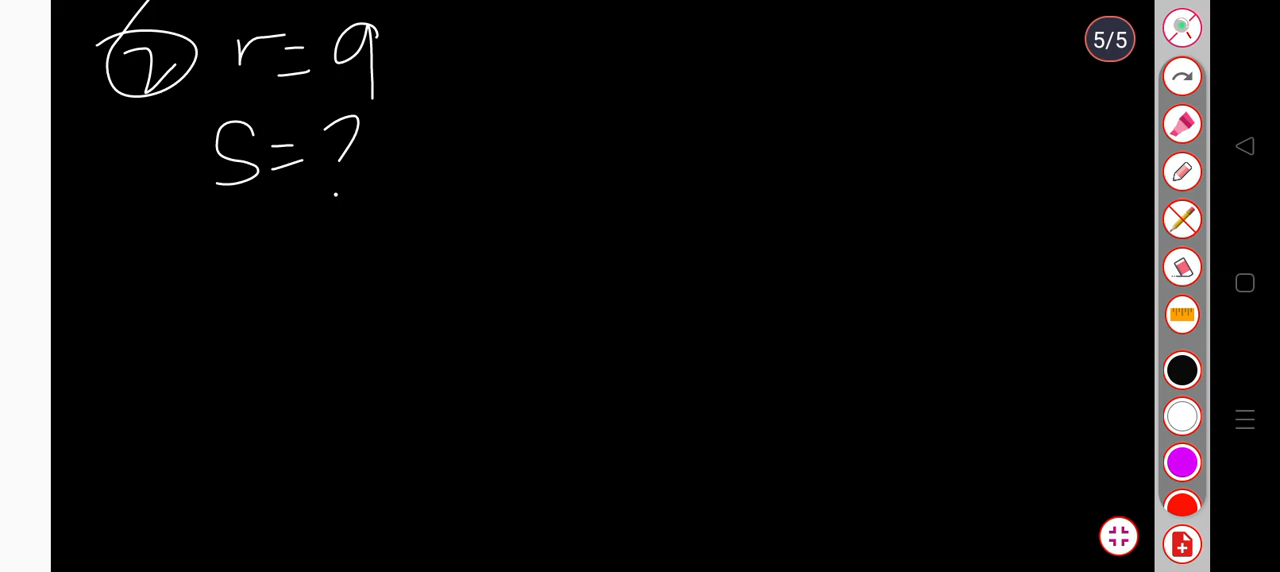 2 r = 9
S = ?
5/5